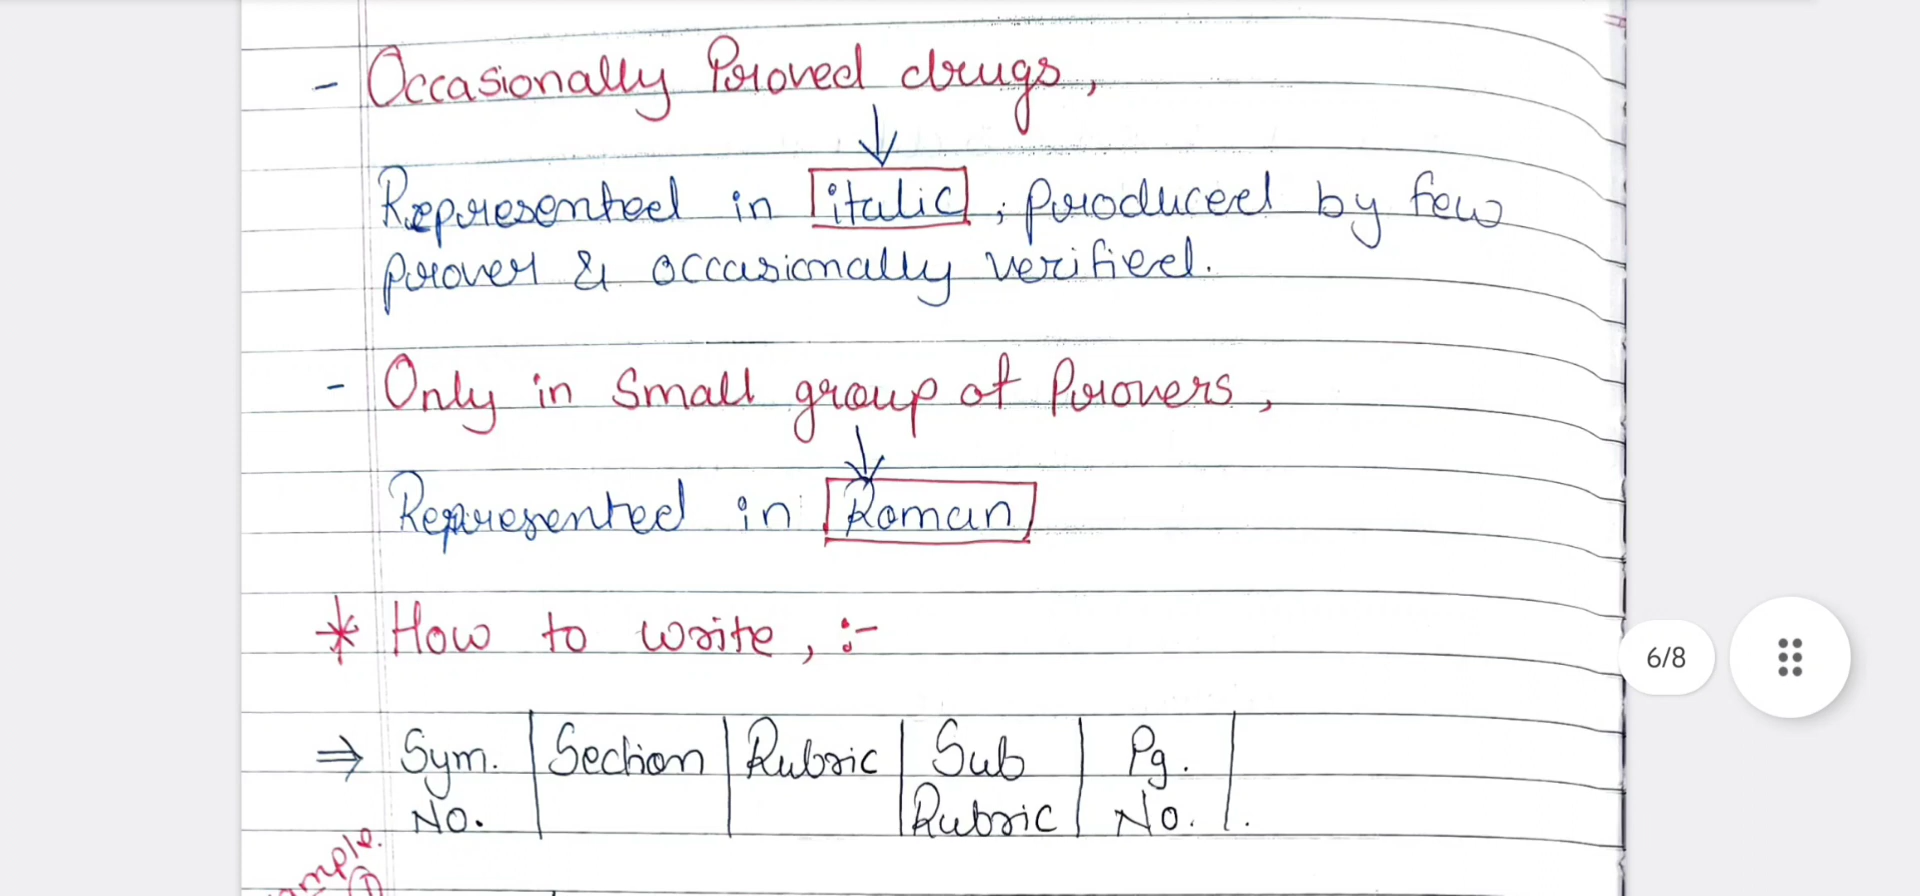 - Occasionally Proved drugs,
↓
Represented in italic ; produced by few
prover & occasionally verified.
- Only in Small group of Provers,
↓
Represented in Roman
* How to write, :-
⇒ Sym. No. | Section | Rubric | Sub Rubric | Pg. No. | .
6/8